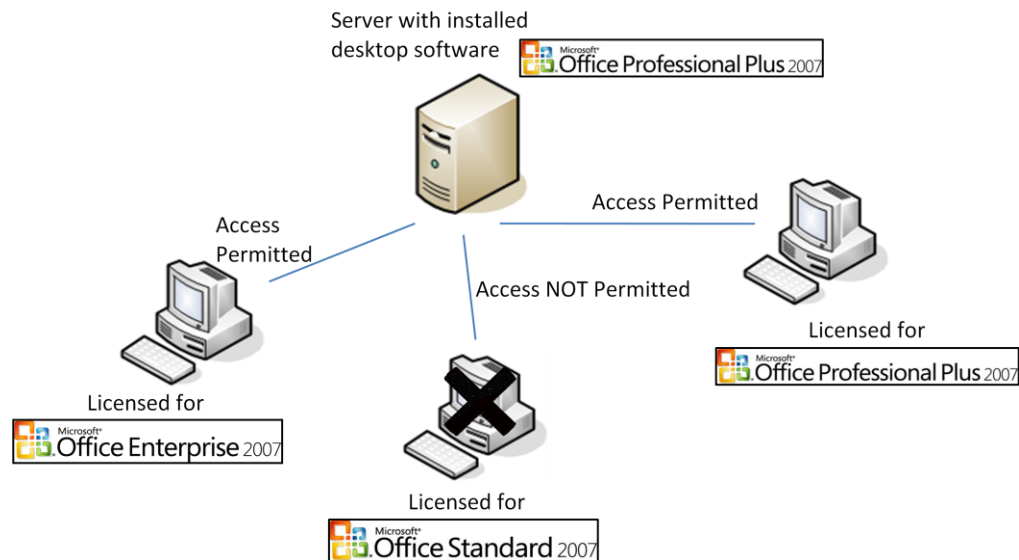 Server with installed
desktop software
Microsoft®
Office Professional Plus 2007
Access
Permitted
Access Permitted
Access NOT Permitted
Licensed for
Microsoft®
Office Enterprise 2007
Licensed for
Microsoft®
Office Professional Plus 2007
Licensed for
Microsoft®
Office Standard 2007